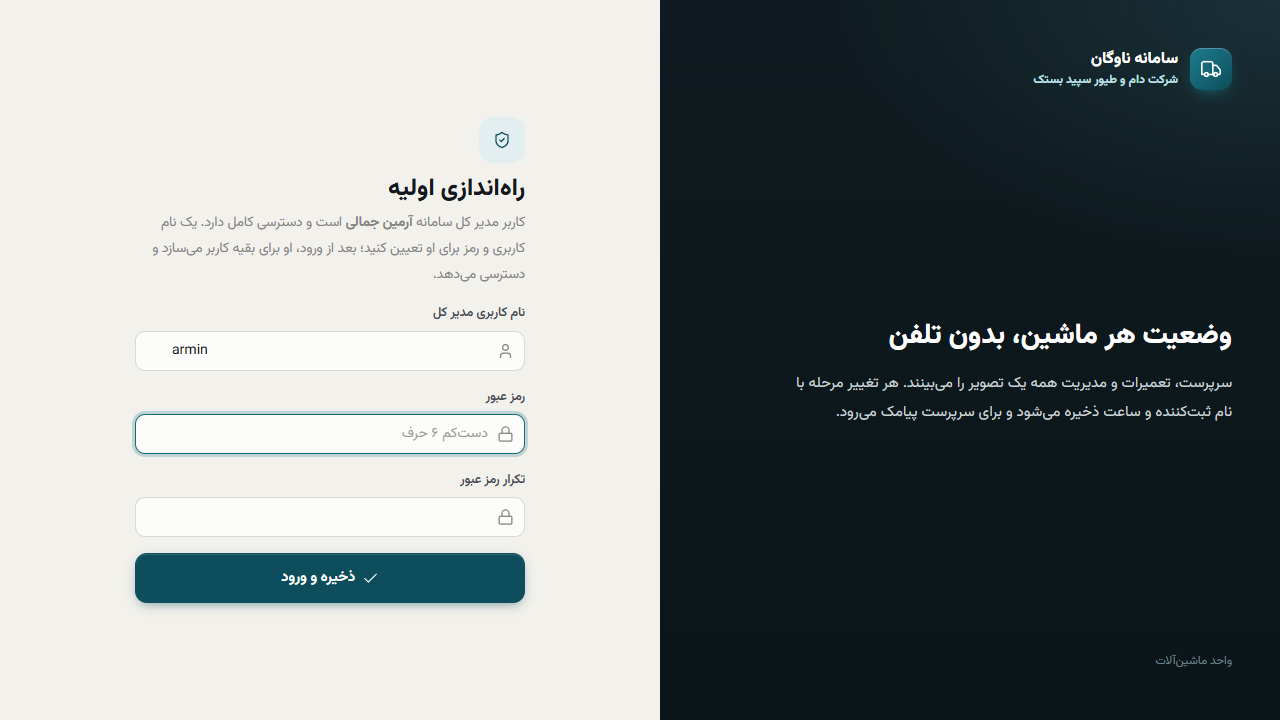 سامانه ناوگان
شرکت دام و طیور سپید بستک
وضعیت هر ماشین، بدون تلفن
سرپرست، تعمیرات و مدیریت همه یک تصویر را می‌بینند. هر تغییر مرحله با
نام ثبت‌کننده و ساعت ذخیره می‌شود و برای سرپرست پیامک می‌رود.
واحد ماشین‌آلات
راه‌اندازی اولیه
کاربر مدیر کل سامانه آرمین جمالی است و دسترسی کامل دارد. یک نام
کاربری و رمز برای او تعیین کنید؛ بعد از ورود، او برای بقیه کاربر می‌سازد و
دسترسی می‌دهد.
نام کاربری مدیر کل
armin
رمز عبور
دست‌کم ۶ حرف
تکرار رمز عبور
ذخیره و ورود